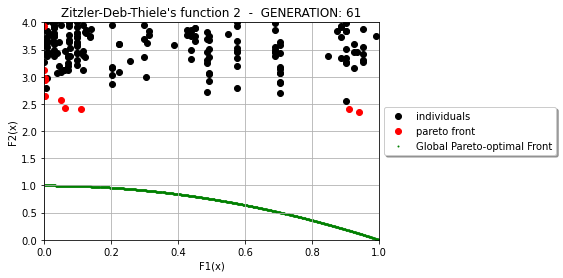 Zitzler-Deb-Thiele's function 2 - GENERATION: 61
4.0
3.5
3.0
2.5
2.0
1.5
1.0
0.5
0.0
F2(x)
0.0 0.2 0.4 0.6 0.8 1.0
F1(x)
individuals
pareto front
Global Pareto-optimal Front